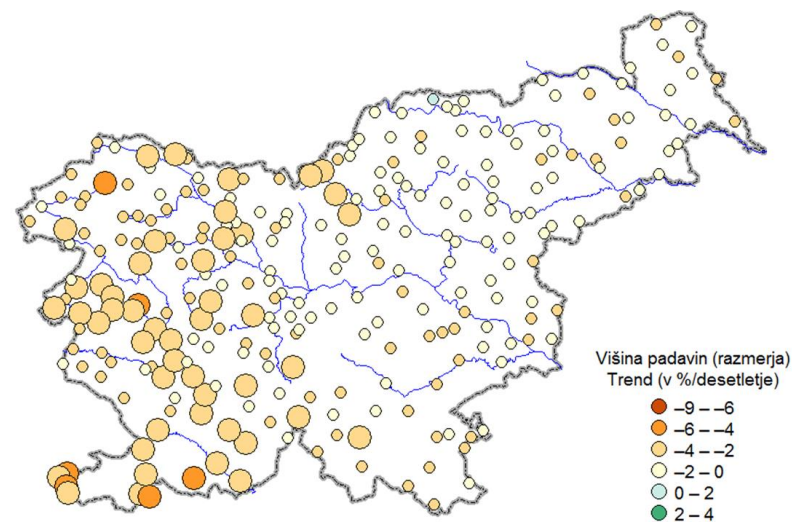 Višina padavin (razmerja)
Trend (v %/desetletje)
–9 – –6
–6 – –4
–4 – –2
–2 – 0
0 – 2
2 – 4